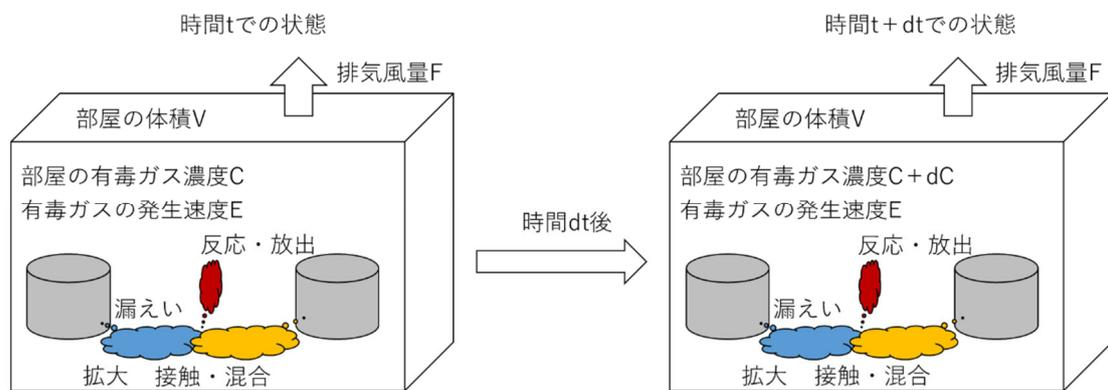 時間tでの状態
排気風量F
部屋の体積V
部屋の有毒ガス濃度C
有毒ガスの発生速度E
反応・放出
漏えい
拡大 接触・混合
時間dt後
時間t+dtでの状態
排気風量F
部屋の体積V
部屋の有毒ガス濃度C+dC
有毒ガスの発生速度E
反応・放出
漏えい
拡大 接触・混合